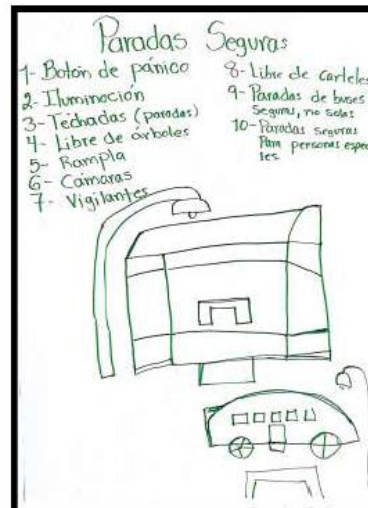 Paradas Seguras
1- Botón de pánico
2- Iluminación
3- Techadas (paradas)
4- Libre de árboles
5- Rampla
6- Cámaras
7- Vigilantes
8- Libre de carteles
9- Paradas de buses
Seguras, no solas
10- Paradas seguras
Para personas especia
les.